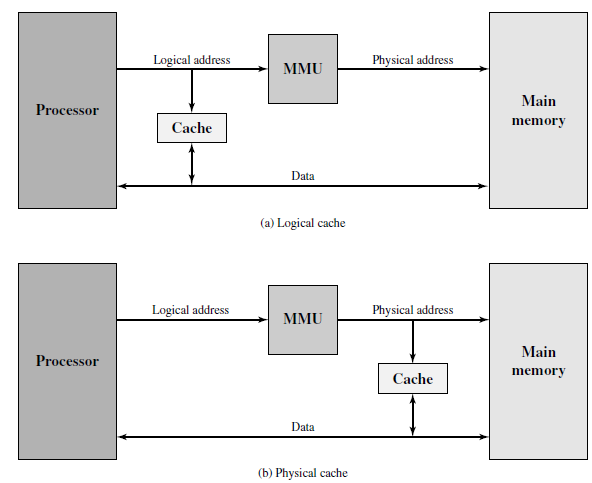 Logical address
MMU
Physical address
Processor
Cache
Main
memory
Data
(a) Logical cache
Logical address
MMU
Physical address
Processor
Cache
Main
memory
Data
(b) Physical cache